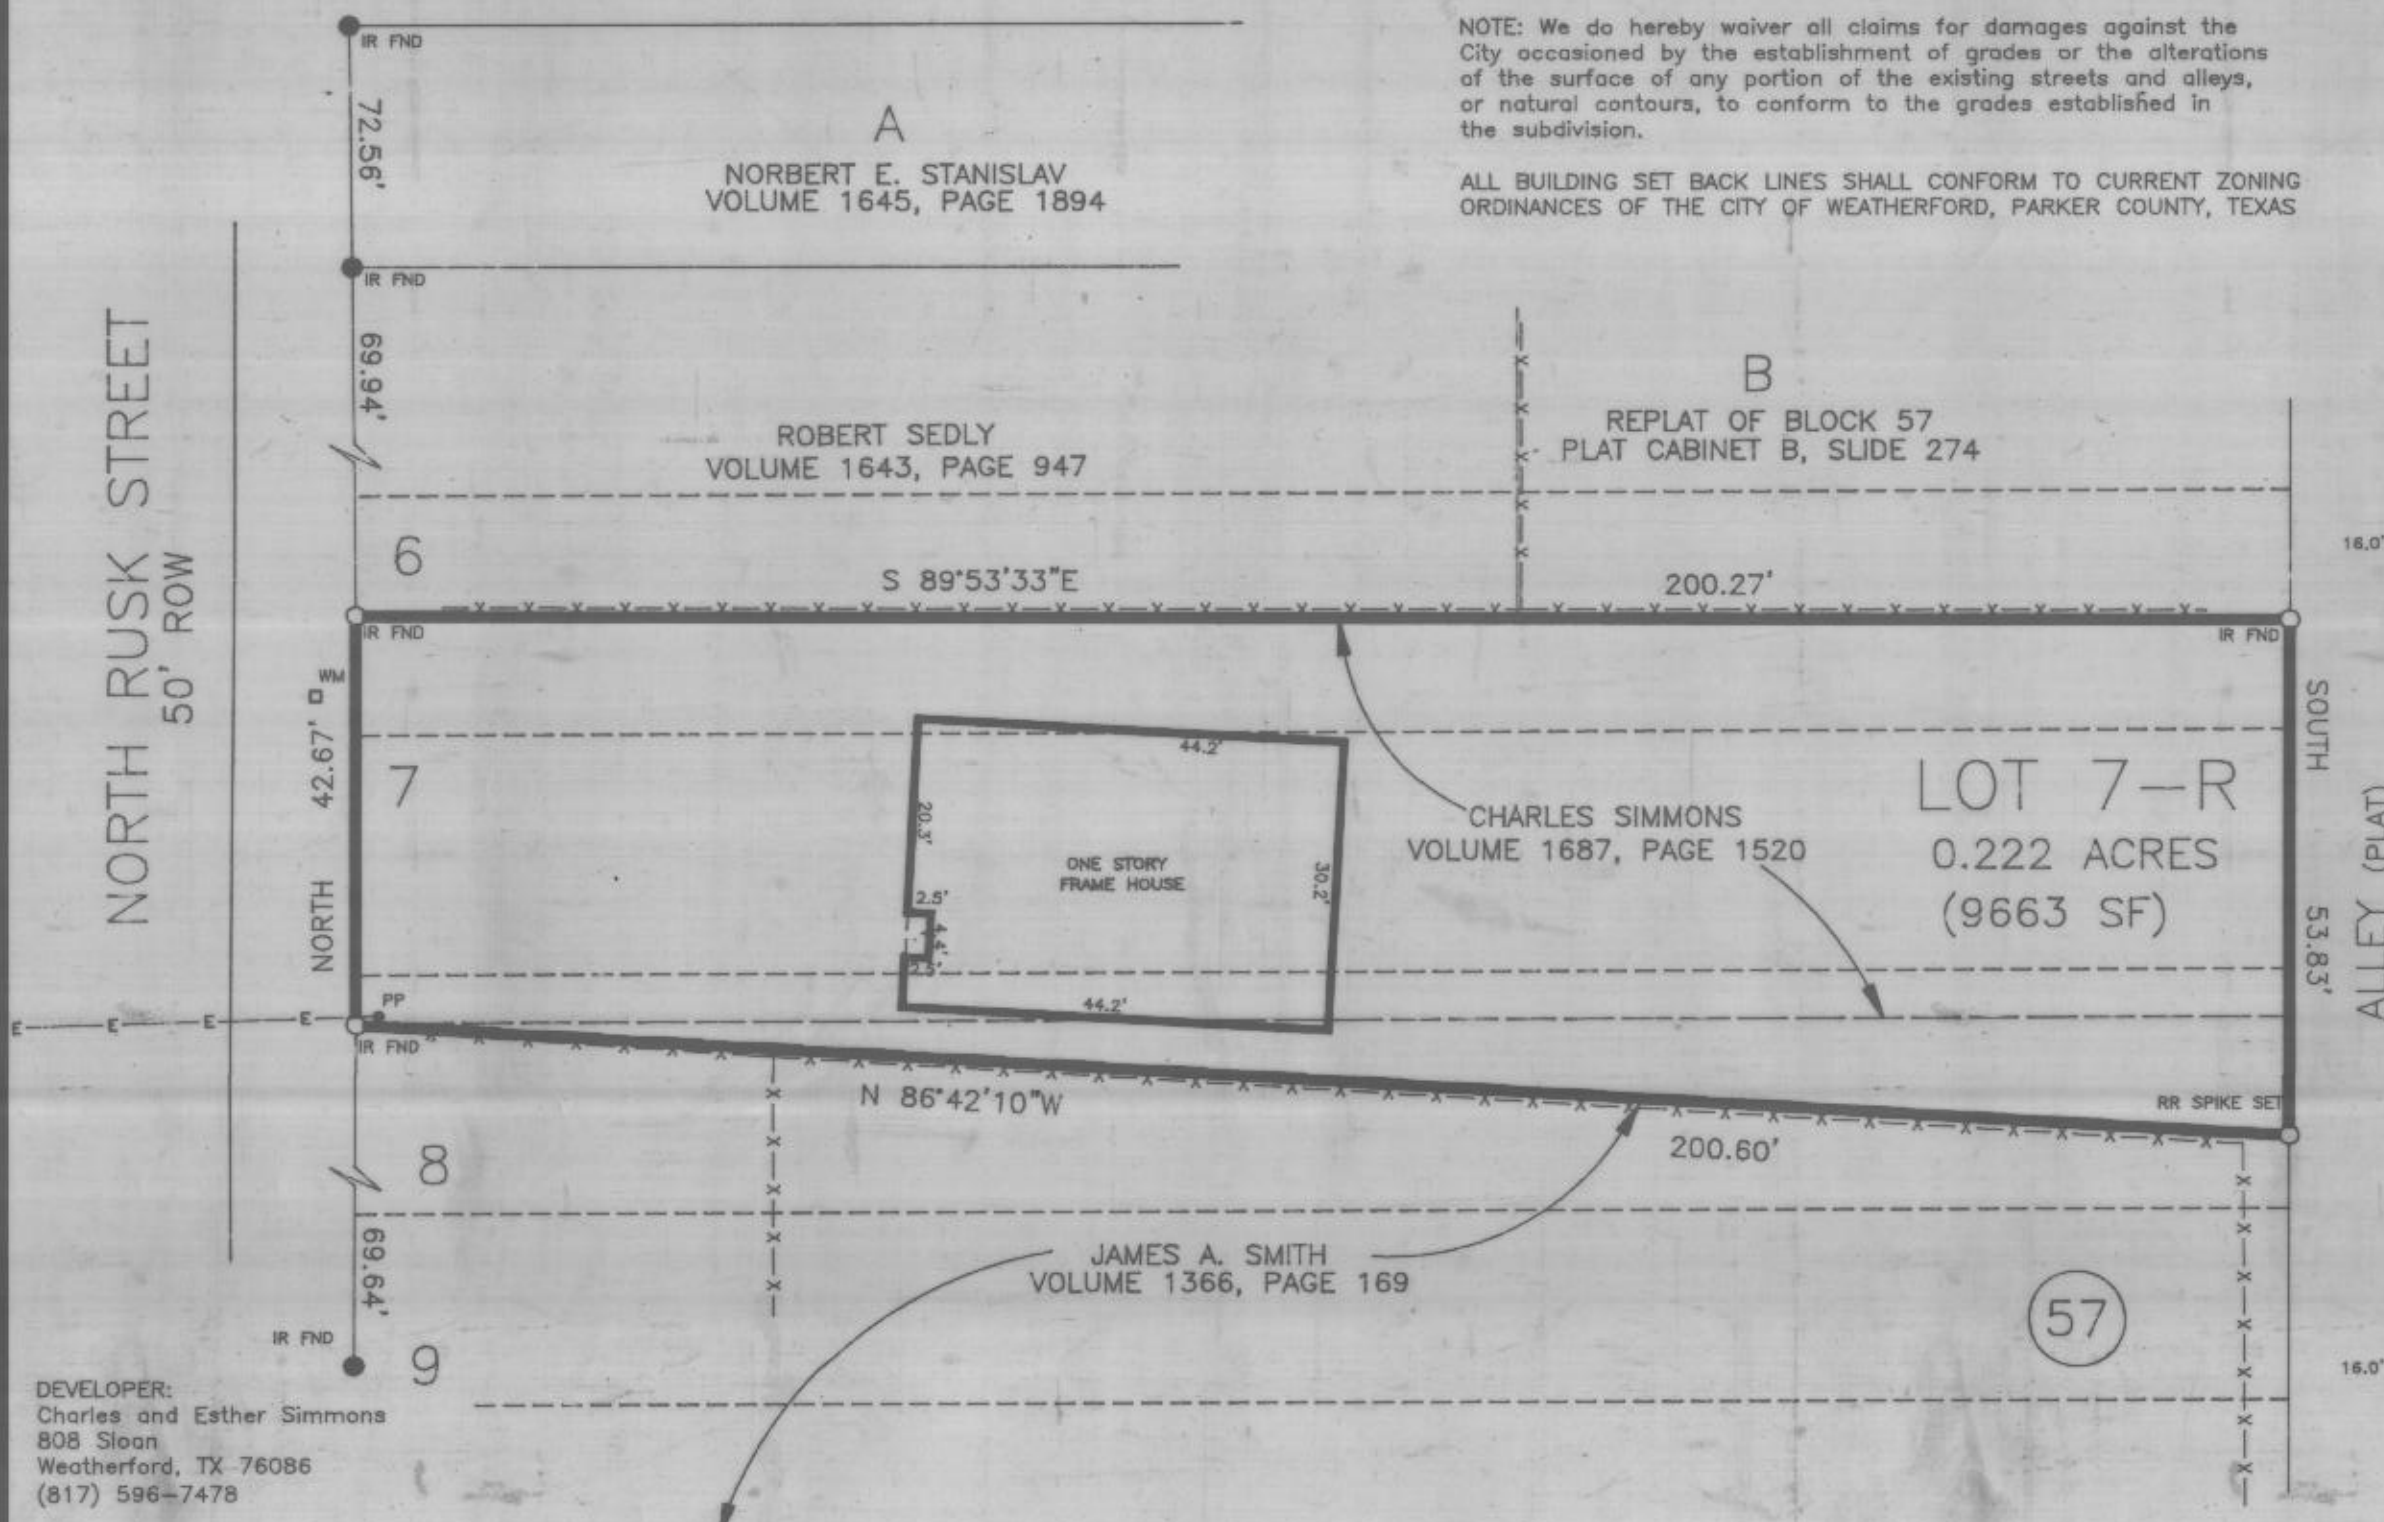 IR FND
72.56'
A
NORBERT E. STANISLAV
VOLUME 1645, PAGE 1894
NOTE: We do hereby waiver all claims for damages against the
City occasioned by the establishment of grades or the alterations
of the surface of any portion of the existing streets and alleys,
or natural contours, to conform to the grades established in
the subdivision.
ALL BUILDING SET BACK LINES SHALL CONFORM TO CURRENT ZONING
ORDINANCES OF THE CITY OF WEATHERFORD, PARKER COUNTY, TEXAS
IR FND
69.94'
NORTH RUSK STREET
50' ROW
ROBERT SEDLY
VOLUME 1643, PAGE 947
B
REPLAT OF BLOCK 57
PLAT CABINET B, SLIDE 274
6
16.0'
S 89°53'33"E
200.27'
IR FND
IR FND
WM
NORTH 42.67'
7
44.2'
20.3'
ONE STORY
FRAME HOUSE
30.2'
2.5'
4.4'
2.5'
44.2'
CHARLES SIMMONS
VOLUME 1687, PAGE 1520
LOT 7-R
0.222 ACRES
(9663 SF)
SOUTH 53.83'
ALLEY (PLAT)
PP
E E E E
IR FND
N 86°42'10"W
200.60'
RR SPIKE SET
8
69.64'
JAMES A. SMITH
VOLUME 1366, PAGE 169
57
IR FND
9
16.0'
DEVELOPER:
Charles and Esther Simmons
808 Sloan
Weatherford, TX 76086
(817) 596-7478